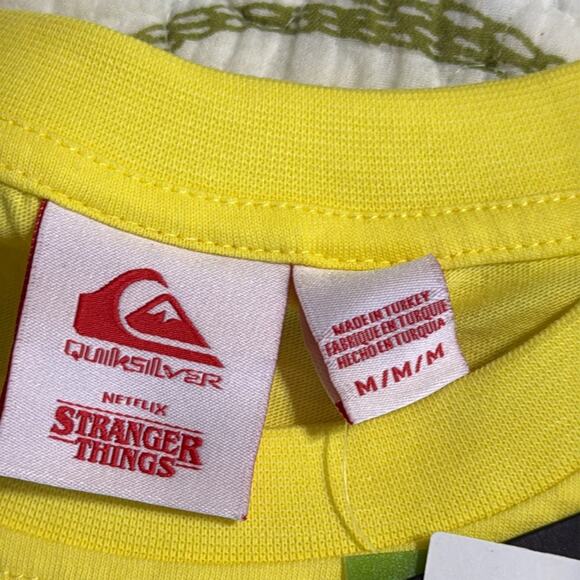 QUIKSILVER
NETFLIX
STRANGER
THINGS
MADE IN TURKEY
FABRIQUE EN TURQUIE
HECHO EN TURQUIA
M/M/M